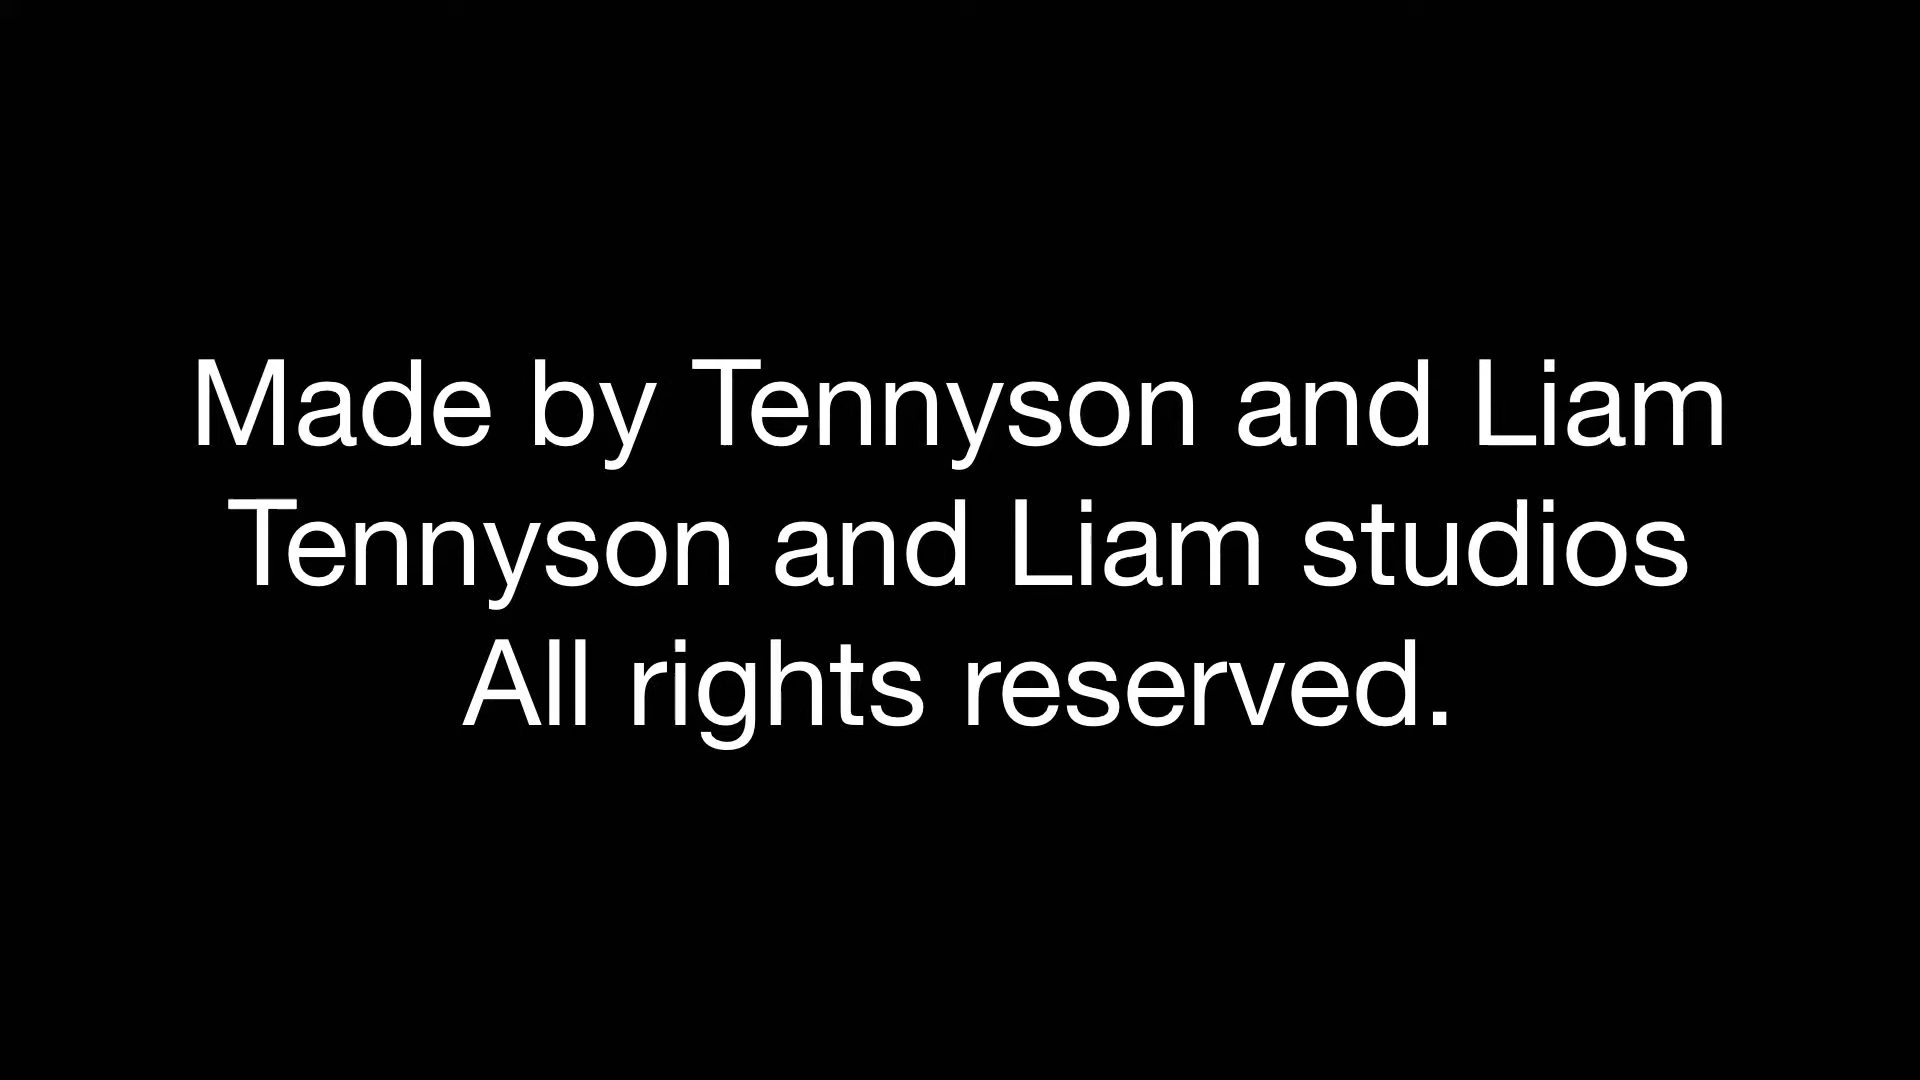 Made by Tennyson and Liam
Tennyson and Liam studios
All rights reserved.